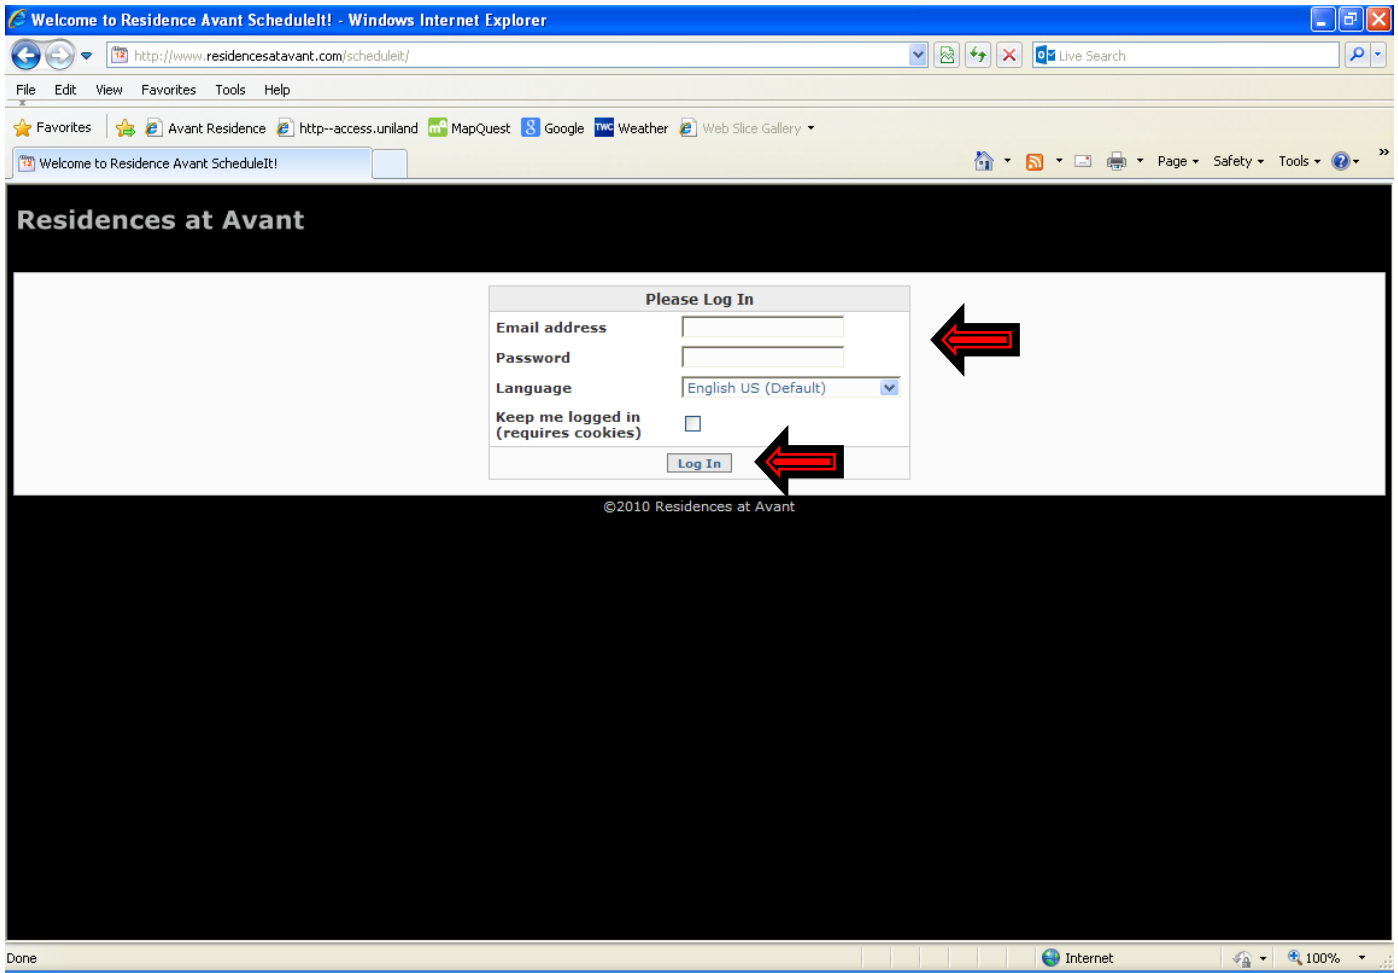 Welcome to Residence Avant ScheduleIt! - Windows Internet Explorer
http://www.residencesatavant.com/scheduleit/
Live Search
File Edit View Favorites Tools Help
x
Favorites Avant Residence http--access.uniland MapQuest Google TWC Weather Web Slice Gallery
Welcome to Residence Avant ScheduleIt!
Page Safety Tools »
Residences at Avant
Please Log In
Email address
Password
Language English US (Default)
Keep me logged in
(requires cookies)
Log In
©2010 Residences at Avant
Done Internet 100%